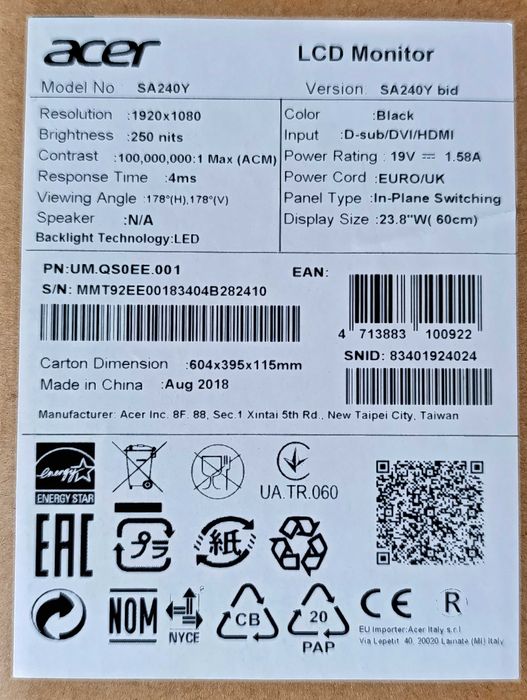 acer
LCD Monitor
Model No SA240Y
Version: SA240Y bid
Resolution :1920x1080
Brightness :250 nits
Contrast :100,000,000:1 Max (ACM)
Response Time :4ms
Viewing Angle :178°(H),178°(V)
Speaker :N/A
Backlight Technology:LED
Color :Black
Input :D-sub/DVI/HDMI
Power Rating :19V ⎓ 1.58A
Power Cord :EURO/UK
Panel Type :In-Plane Switching
Display Size :23.8"W( 60cm)
PN:UM.QS0EE.001
S/N: MMT92EE00183404B282410
EAN:
4 713883 100922
SNID: 83401924024
Carton Dimension :604x395x115mm
Made in China :Aug 2018
Manufacturer: Acer Inc. 8F. 88, Sec.1 Xintai 5th Rd., New Taipei City, Taiwan
energy
ENERGY STAR
UA.TR.060
EAC
プラ
紙
NOM
NYCE
CB
20
PAP
CE
R
EU Importer:Acer Italy s.r.l
Via Lepetit 40, 20020 Lainate (MI) Italy